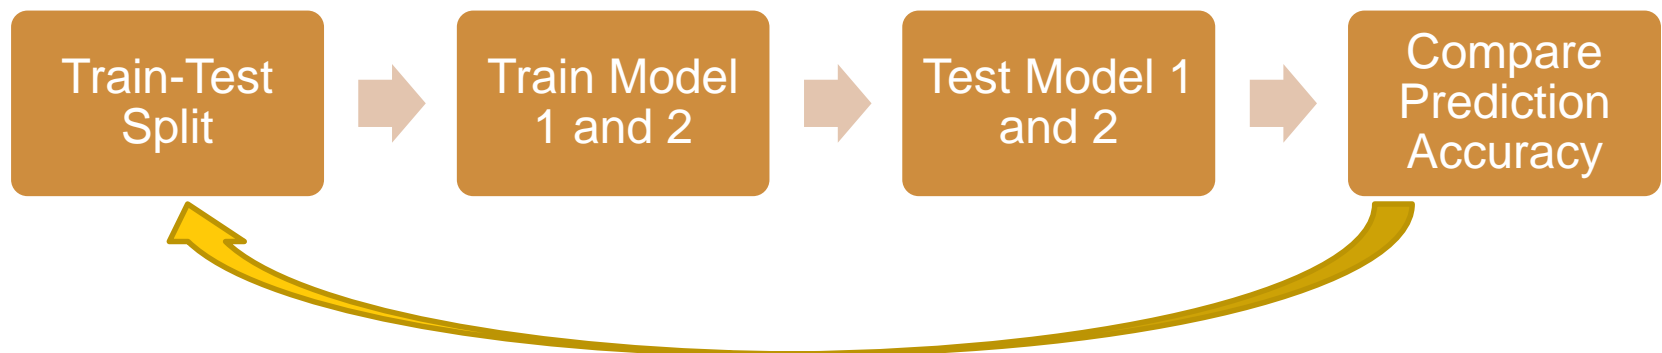 Train-Test
Split
Train Model
1 and 2
Test Model 1
and 2
Compare
Prediction
Accuracy